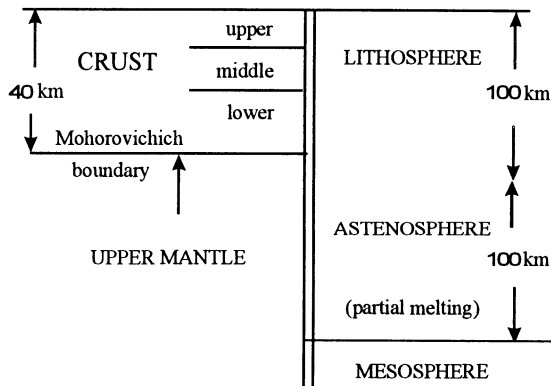 upper
CRUST
middle
40 km
lower
Mohorovichich
boundary
UPPER MANTLE
LITHOSPHERE
100 km
ASTENOSPHERE
100 km
(partial melting)
MESOSPHERE